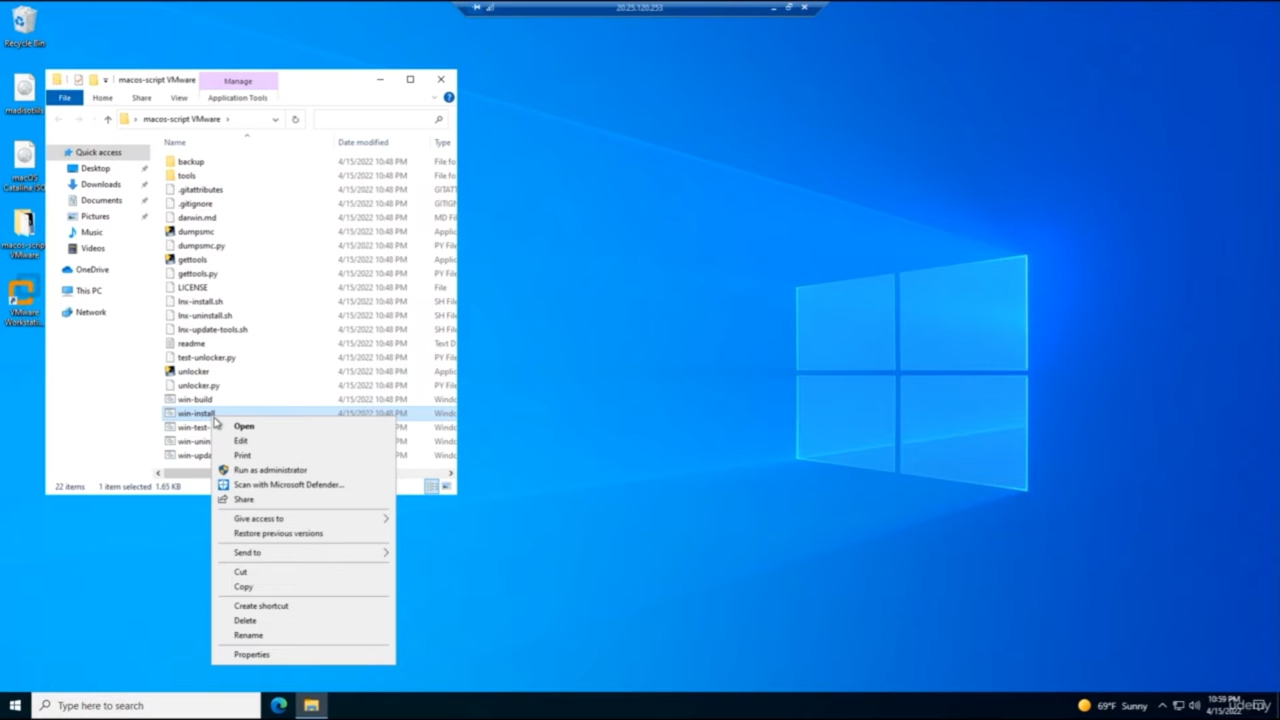 20.25.120.253
Recycle Bin
madisotils
macOS
Catalina ISO
macos-script
VMware
VMware
Workstati...
macos-script VMware
Manage
File
Home
Share
View
Application Tools
macos-script VMware
Name
Date modified
Type
Quick access
Desktop
Downloads
Documents
Pictures
Music
Videos
OneDrive
This PC
Network
backup 4/15/2022 10:48 PM File fo
tools 4/15/2022 10:48 PM File fo
.gitattributes 4/15/2022 10:48 PM GITATT
.gitignore 4/15/2022 10:48 PM GITIGN
darwin.md 4/15/2022 10:48 PM MD Fil
dumpsmc 4/15/2022 10:48 PM Applic
dumpsmc.py 4/15/2022 10:48 PM PY File
gettools 4/15/2022 10:48 PM Applic
gettools.py 4/15/2022 10:48 PM PY File
LICENSE 4/15/2022 10:48 PM File
lnx-install.sh 4/15/2022 10:48 PM SH File
lnx-uninstall.sh 4/15/2022 10:48 PM SH File
lnx-update-tools.sh 4/15/2022 10:48 PM SH File
readme 4/15/2022 10:48 PM Text D
test-unlocker.py 4/15/2022 10:48 PM PY File
unlocker 4/15/2022 10:48 PM Applic
unlocker.py 4/15/2022 10:48 PM PY File
win-build 4/15/2022 10:48 PM Windo
win-install 4/15/2022 10:48 PM Windo
win-test- Windo
win-unin Windo
win-upda Windo
22 items 1 item selected 1.65 KB
Open
Edit
Print
Run as administrator
Scan with Microsoft Defender...
Share
Give access to
Restore previous versions
Send to
Cut
Copy
Create shortcut
Delete
Rename
Properties
Type here to search
69°F Sunny
10:59 PM
4/15/2022
udemy